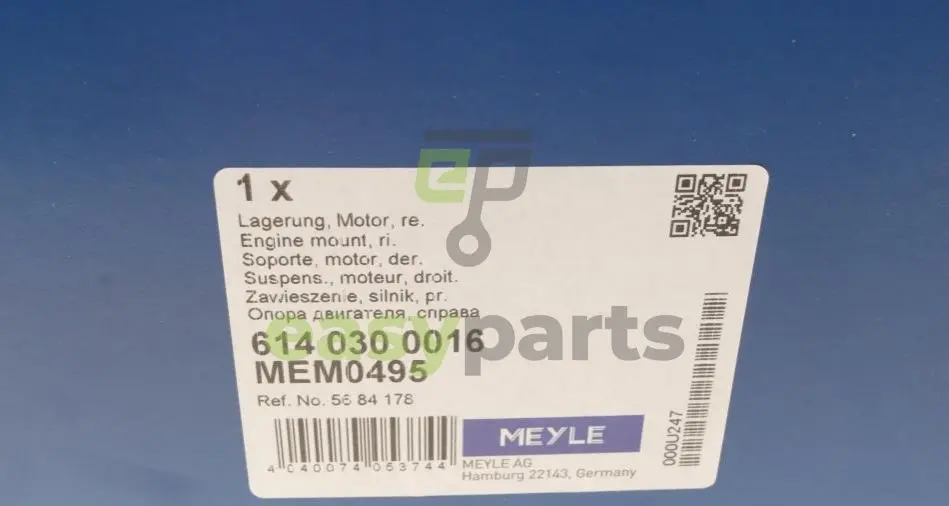 1 x
Lagerung, Motor, re.
Engine mount, ri.
Soporte, motor, der.
Suspens., moteur, droit.
Zawieszenie, silnik, pr.
Опора двигателя, справа
614 030 0016
MEM0495
Ref. No. 56 84 178
4 040074 053744
MEYLE
MEYLE AG
Hamburg 22143, Germany
000U247
ep
easyparts